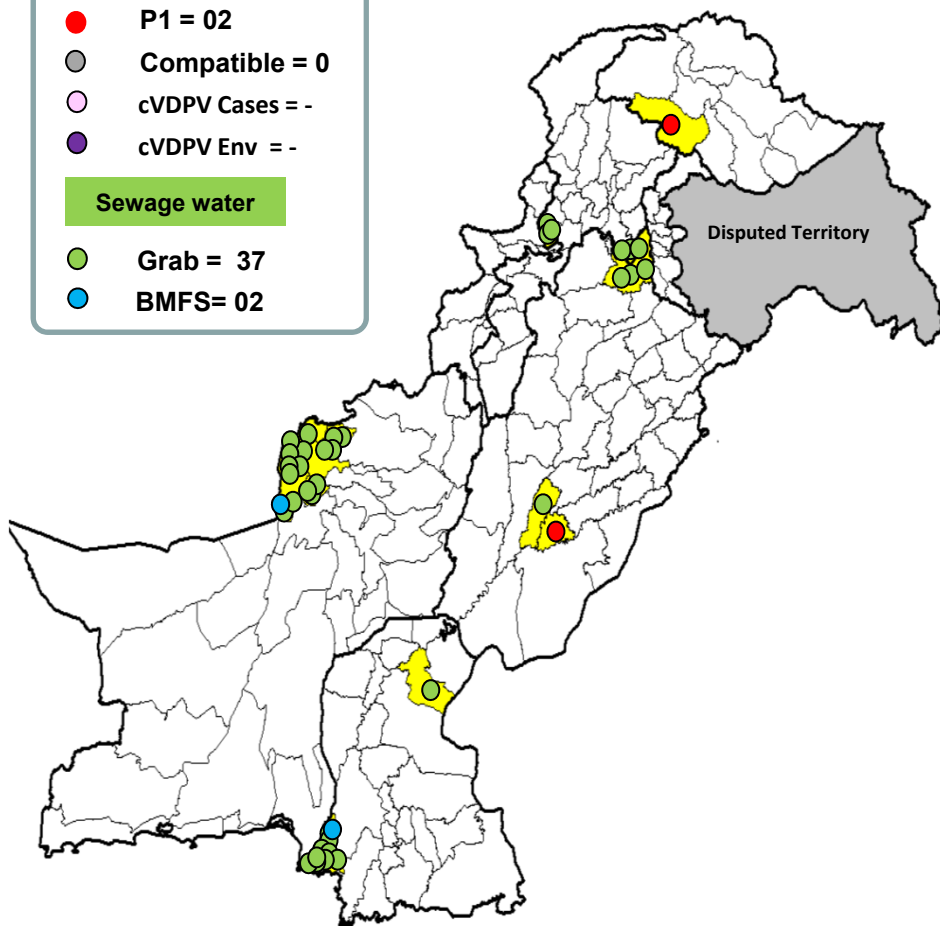 P1 = 02
Compatible = 0
cVDPV Cases = -
cVDPV Env  = -
Sewage water
Grab =  37
BMFS= 02
Disputed Territory